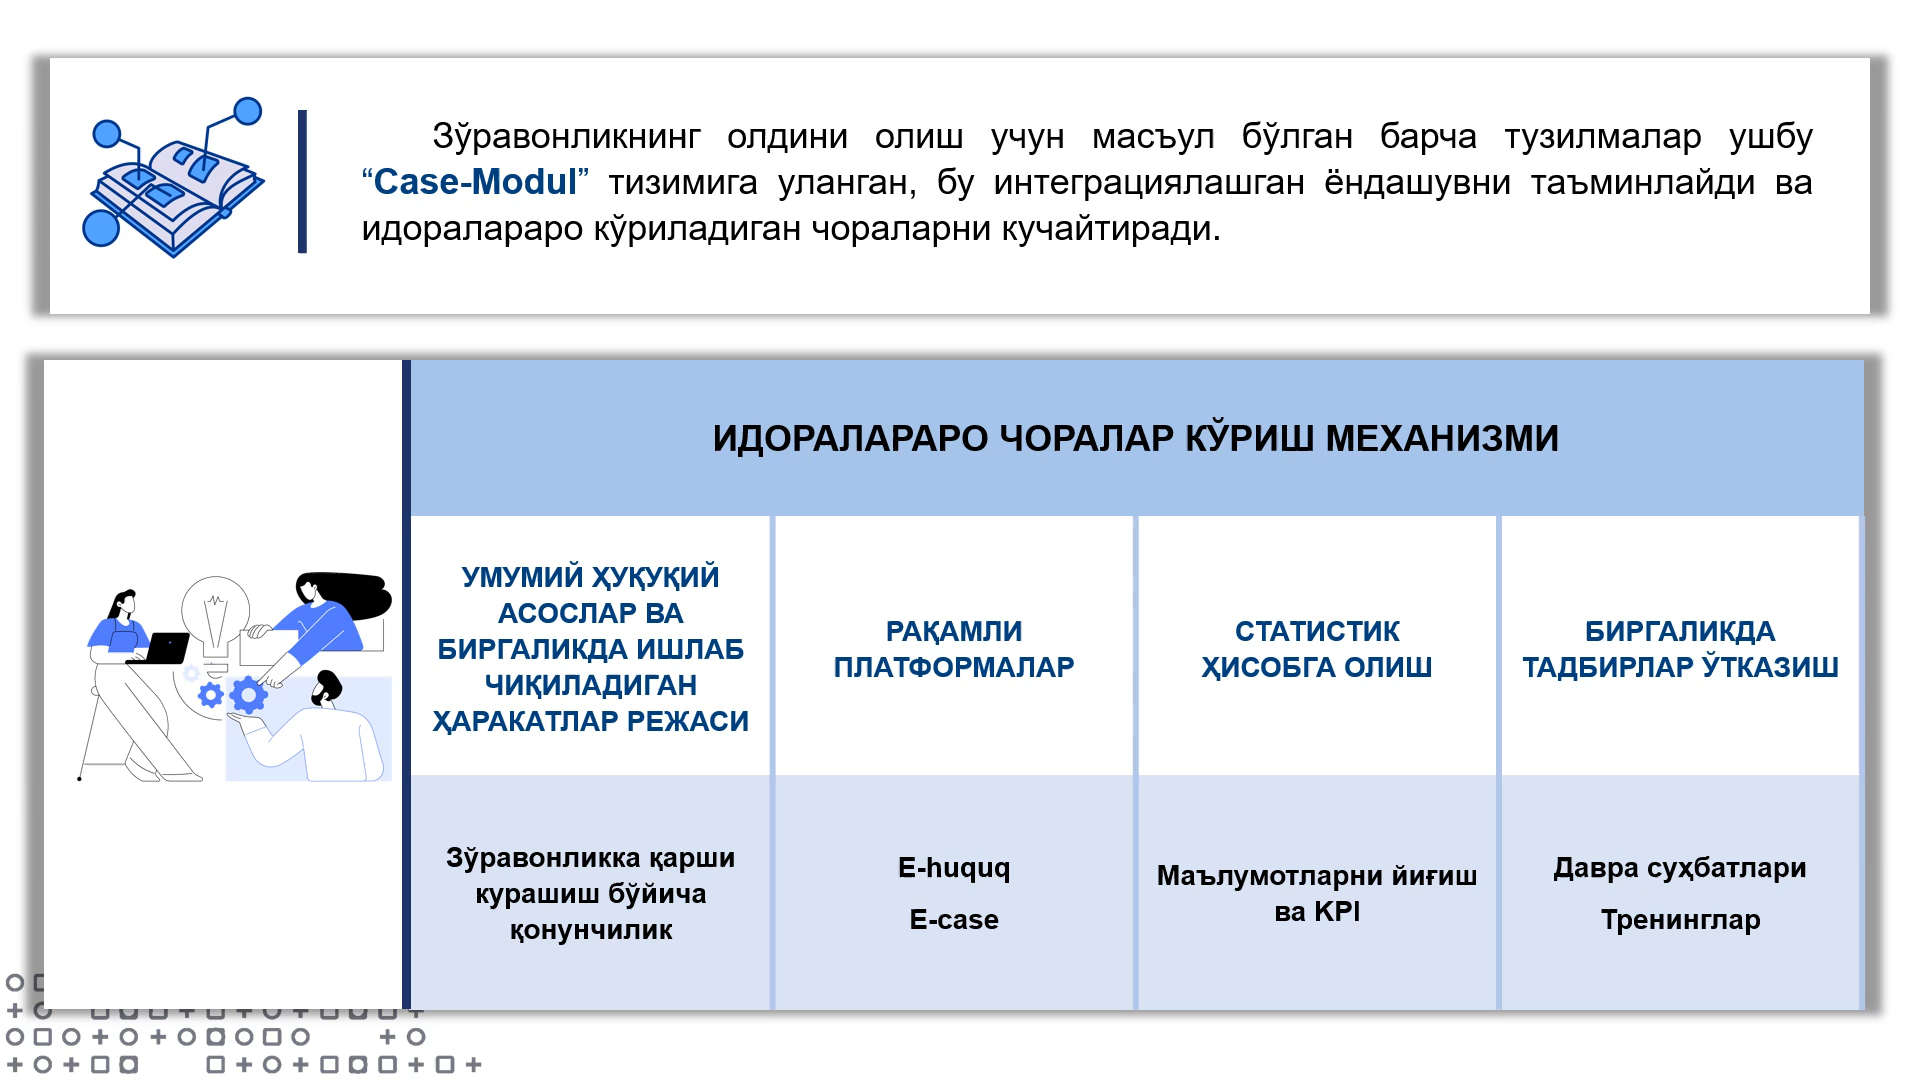 Зўравонликнинг олдини олиш учун масъул бўлган барча тузилмалар ушбу
“Case-Modul” тизимига уланган, бу интеграциялашган ёндашувни таъминлайди ва
идоралараро кўриладиган чораларни кучайтиради.
ИДОРАЛАРАРО ЧОРАЛАР КЎРИШ МЕХАНИЗМИ
УМУМИЙ ҲУҚУҚИЙ
АСОСЛАР ВА
БИРГАЛИКДА ИШЛАБ
ЧИҚИЛАДИГАН
ҲАРАКАТЛАР РЕЖАСИ
РАҚАМЛИ
ПЛАТФОРМАЛАР
СТАТИСТИК
ҲИСОБГА ОЛИШ
БИРГАЛИКДА
ТАДБИРЛАР ЎТКАЗИШ
Зўравонликка қарши
курашиш бўйича
қонунчилик
E-huquq
E-case
Маълумотларни йиғиш
ва KPI
Давра суҳбатлари
Тренинглар